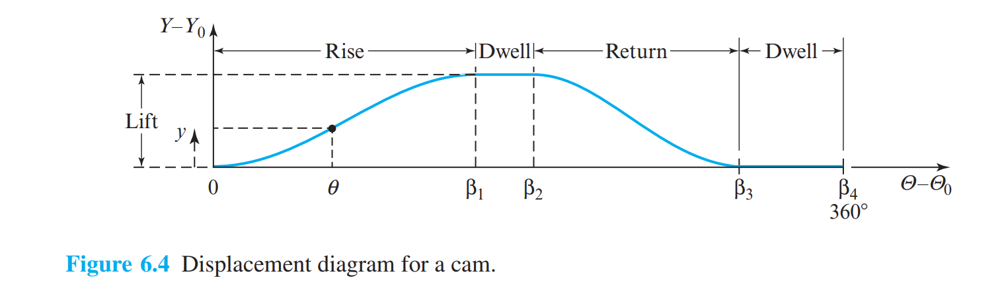 Y–Y₀
Rise Dwell Return Dwell
Lift
y
0 θ β₁ β₂ β₃ β₄ Θ–Θ₀
360°
Figure 6.4 Displacement diagram for a cam.